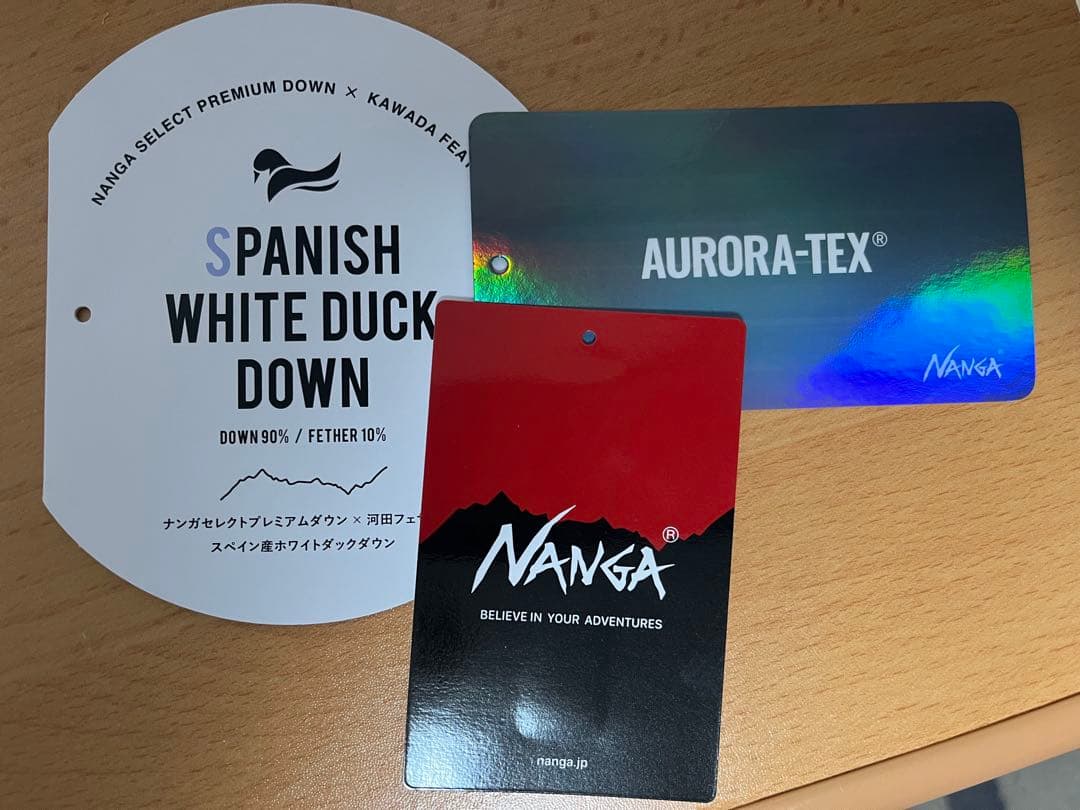 NANGA SELECT PREMIUM DOWN × KAWADA FEAT
SPANISH
WHITE DUCK
DOWN
DOWN 90% / FETHER 10%
ナンガセレクトプレミアムダウン × 河田フェ
スペイン産ホワイトダックダウン
AURORA-TEX®
NANGA
NANGA®
BELIEVE IN YOUR ADVENTURES
nanga.jp